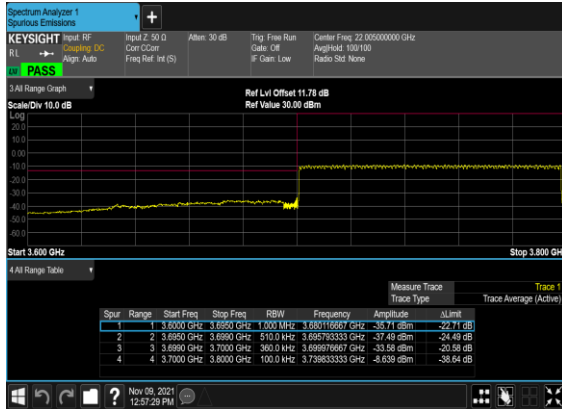 Spectrum Analyzer 1
Spurious Emissions
KEYSIGHT Input: RF Input Z: 50 Ω Atten: 30 dB Trig: Free Run Center Freq: 22.005000000 GHz
RL Coupling: DC Corr CCorr Gate: Off Avg|Hold: 100/100
Align: Auto Freq Ref: Int (S) IF Gain: Low Radio Std: None
PASS
3 All Range Graph
Ref Lvl Offset 11.78 dB
Scale/Div 10.0 dB Ref Value 30.00 dBm
Log
20.0
10.0
0.00
-10.0
-20.0
-30.0
-40.0
-50.0
-60.0
Start 3.600 GHz Stop 3.800 GH
4 All Range Table
Measure Trace Trace 1
Trace Type Trace Average (Active)
Spur Range Start Freq Stop Freq RBW Frequency Amplitude ΔLimit
1 1 3.6000 GHz 3.6950 GHz 1.000 MHz 3.680116667 GHz -35.71 dBm -22.71 dB
2 2 3.6950 GHz 3.6990 GHz 510.0 kHz 3.695793333 GHz -37.49 dBm -24.49 dB
3 3 3.6990 GHz 3.7000 GHz 360.0 kHz 3.699976667 GHz -33.58 dBm -20.58 dB
4 4 3.7000 GHz 3.8000 GHz 100.0 kHz 3.739833333 GHz -8.639 dBm -38.64 dB
Nov 09, 2021
12:57:29 PM